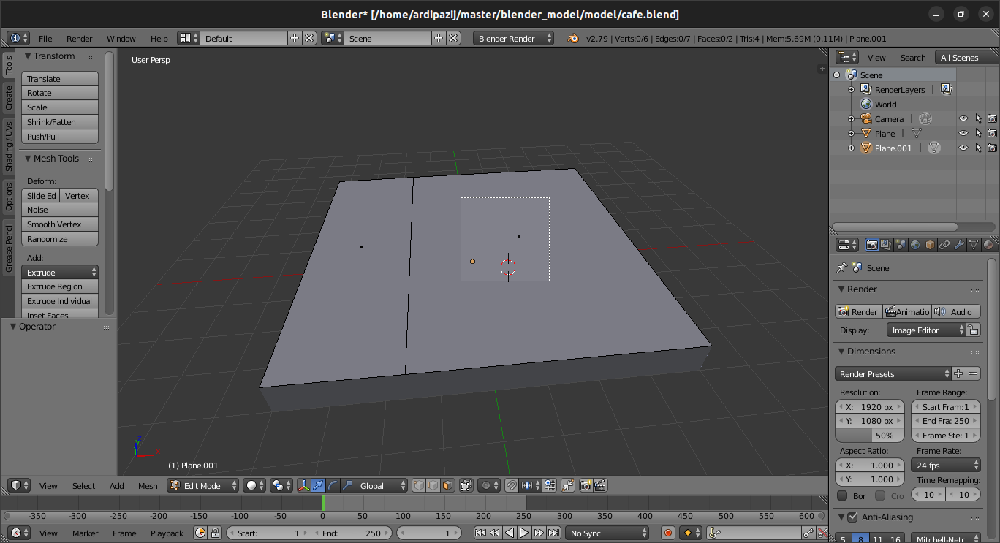 Blender* [/home/ardipazij/master/blender_model/model/cafe.blend]
File Render Window Help Default Scene Blender Render v2.79 | Verts:0/6 | Edges:0/7 | Faces:0/2 | Tris:4 | Mem:5.69M (0.11M) | Plane.001
Tools
Create
Shading / UVs
Options
Grease Pencil
Transform
Translate
Rotate
Scale
Shrink/Fatten
Push/Pull
Mesh Tools
Deform:
Slide Ed Vertex
Noise
Smooth Vertex
Randomize
Add:
Extrude
Extrude Region
Extrude Individual
Inset Faces
Operator
User Persp
(1) Plane.001
View Select Add Mesh Edit Mode Global
-350 -300 -250 -200 -150 -100 -50 0 50 100 150 200 250 300 350 400 450 500 550 600
View Marker Frame Playback Start: 1 End: 250 1 No Sync
View Search All Scenes
Scene
RenderLayers |
World
Camera |
Plane |
Plane.001 |
Scene
Render
Render Animatio Audio
Display: Image Editor
Dimensions
Render Presets
Resolution: Frame Range:
X: 1920 px Start Fram:1
Y: 1080 px End Fra: 250
50% Frame Ste: 1
Aspect Ratio: Frame Rate:
X: 1.000 24 fps
Y: 1.000 Time Remapping:
Bor Cro 10 10
Anti-Aliasing
5 8 11 16 Mitchell-Netr...